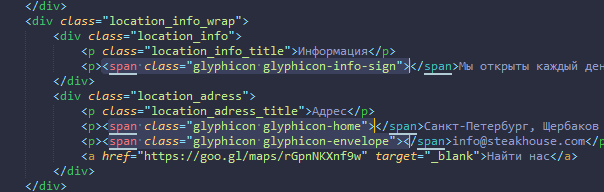 </div>
<div class="location_info_wrap">
<div class="location_info">
<p class="location_info_title">Информация</p>
<p><span class="glyphicon glyphicon-info-sign"></span>Мы открыты каждый ден
</div>
<div class="location_adress">
<p class="location_adress_title">Адрес</p>
<p><span class="glyphicon glyphicon-home"></span>Санкт-Петербург, Щербаков
<p><span class="glyphicon glyphicon-envelope"></span>info@steakhouse.com</p
<a href="https://goo.gl/maps/rGpnNKXnf9w" target="_blank">Найти нас</a>
</div>
</div>